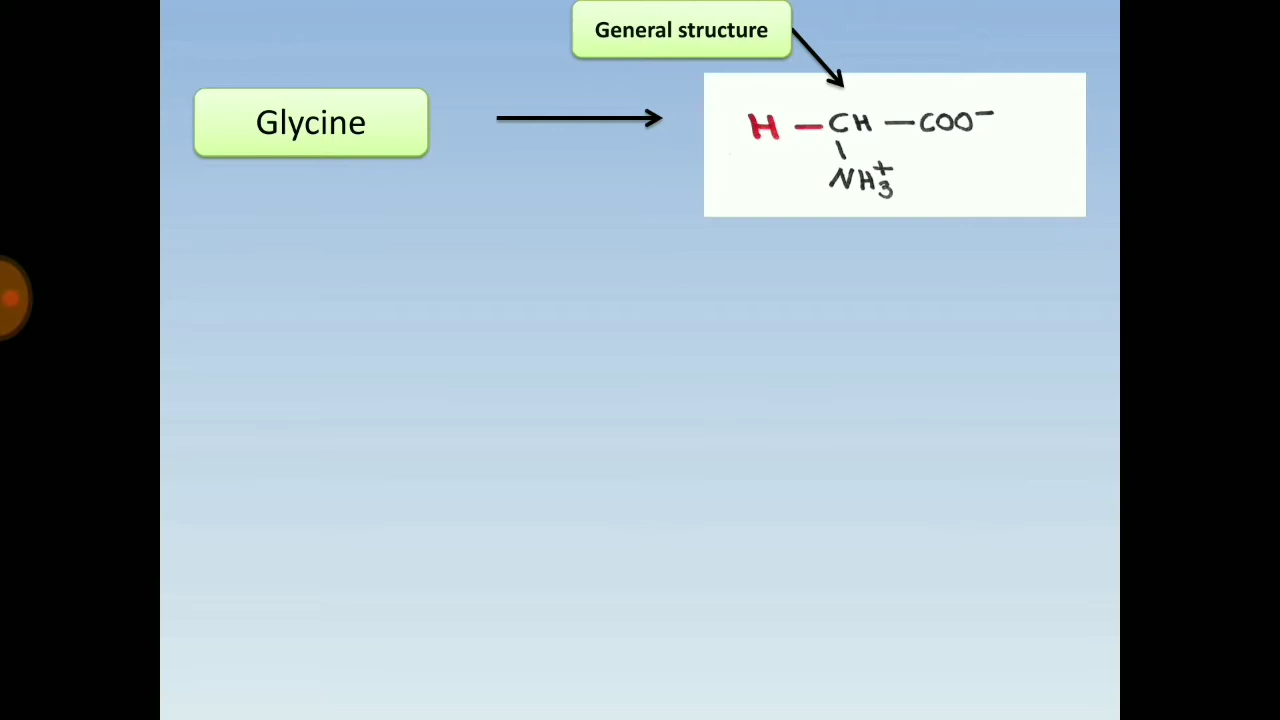 General structure
Glycine
H — CH — COO⁻
NH₃⁺